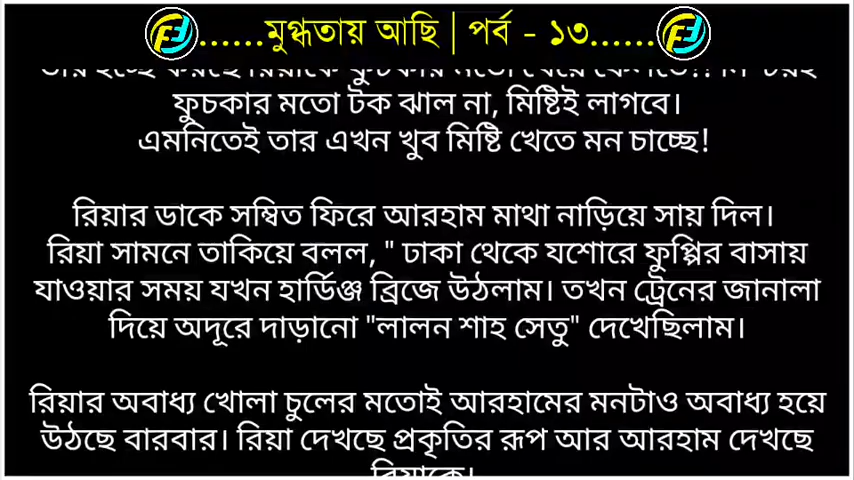 ......মুগ্ধতায় আছি | পর্ব - ১৩......
ফুচকার মতো টক ঝাল না, মিষ্টিই লাগবে।
এমনিতেই তার এখন খুব মিষ্টি খেতে মন চাচ্ছে!
রিয়ার ডাকে সম্বিত ফিরে আরহাম মাথা নাড়িয়ে সায় দিল।
রিয়া সামনে তাকিয়ে বলল, " ঢাকা থেকে যশোরে ফুপ্পির বাসায়
যাওয়ার সময় যখন হার্ডিঞ্জ ব্রিজে উঠলাম। তখন ট্রেনের জানালা
দিয়ে অদূরে দাড়ানো "লালন শাহ সেতু" দেখেছিলাম।
রিয়ার অবাধ্য খোলা চুলের মতোই আরহামের মনটাও অবাধ্য হয়ে
উঠছে বারবার। রিয়া দেখছে প্রকৃতির রূপ আর আরহাম দেখছে
রিয়াকে।